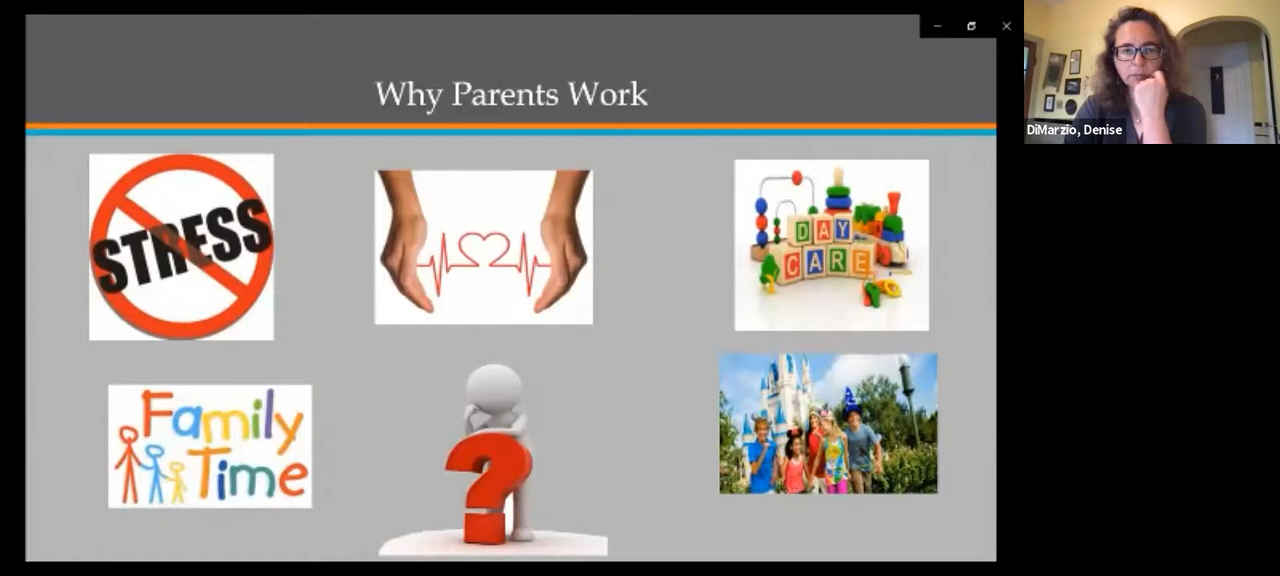 Why Parents Work
STRESS
DAY
CARE
DiMarzio, Denise
Family
Time
?